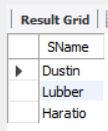 Result Grid
SName
Dustin
Lubber
Haratio